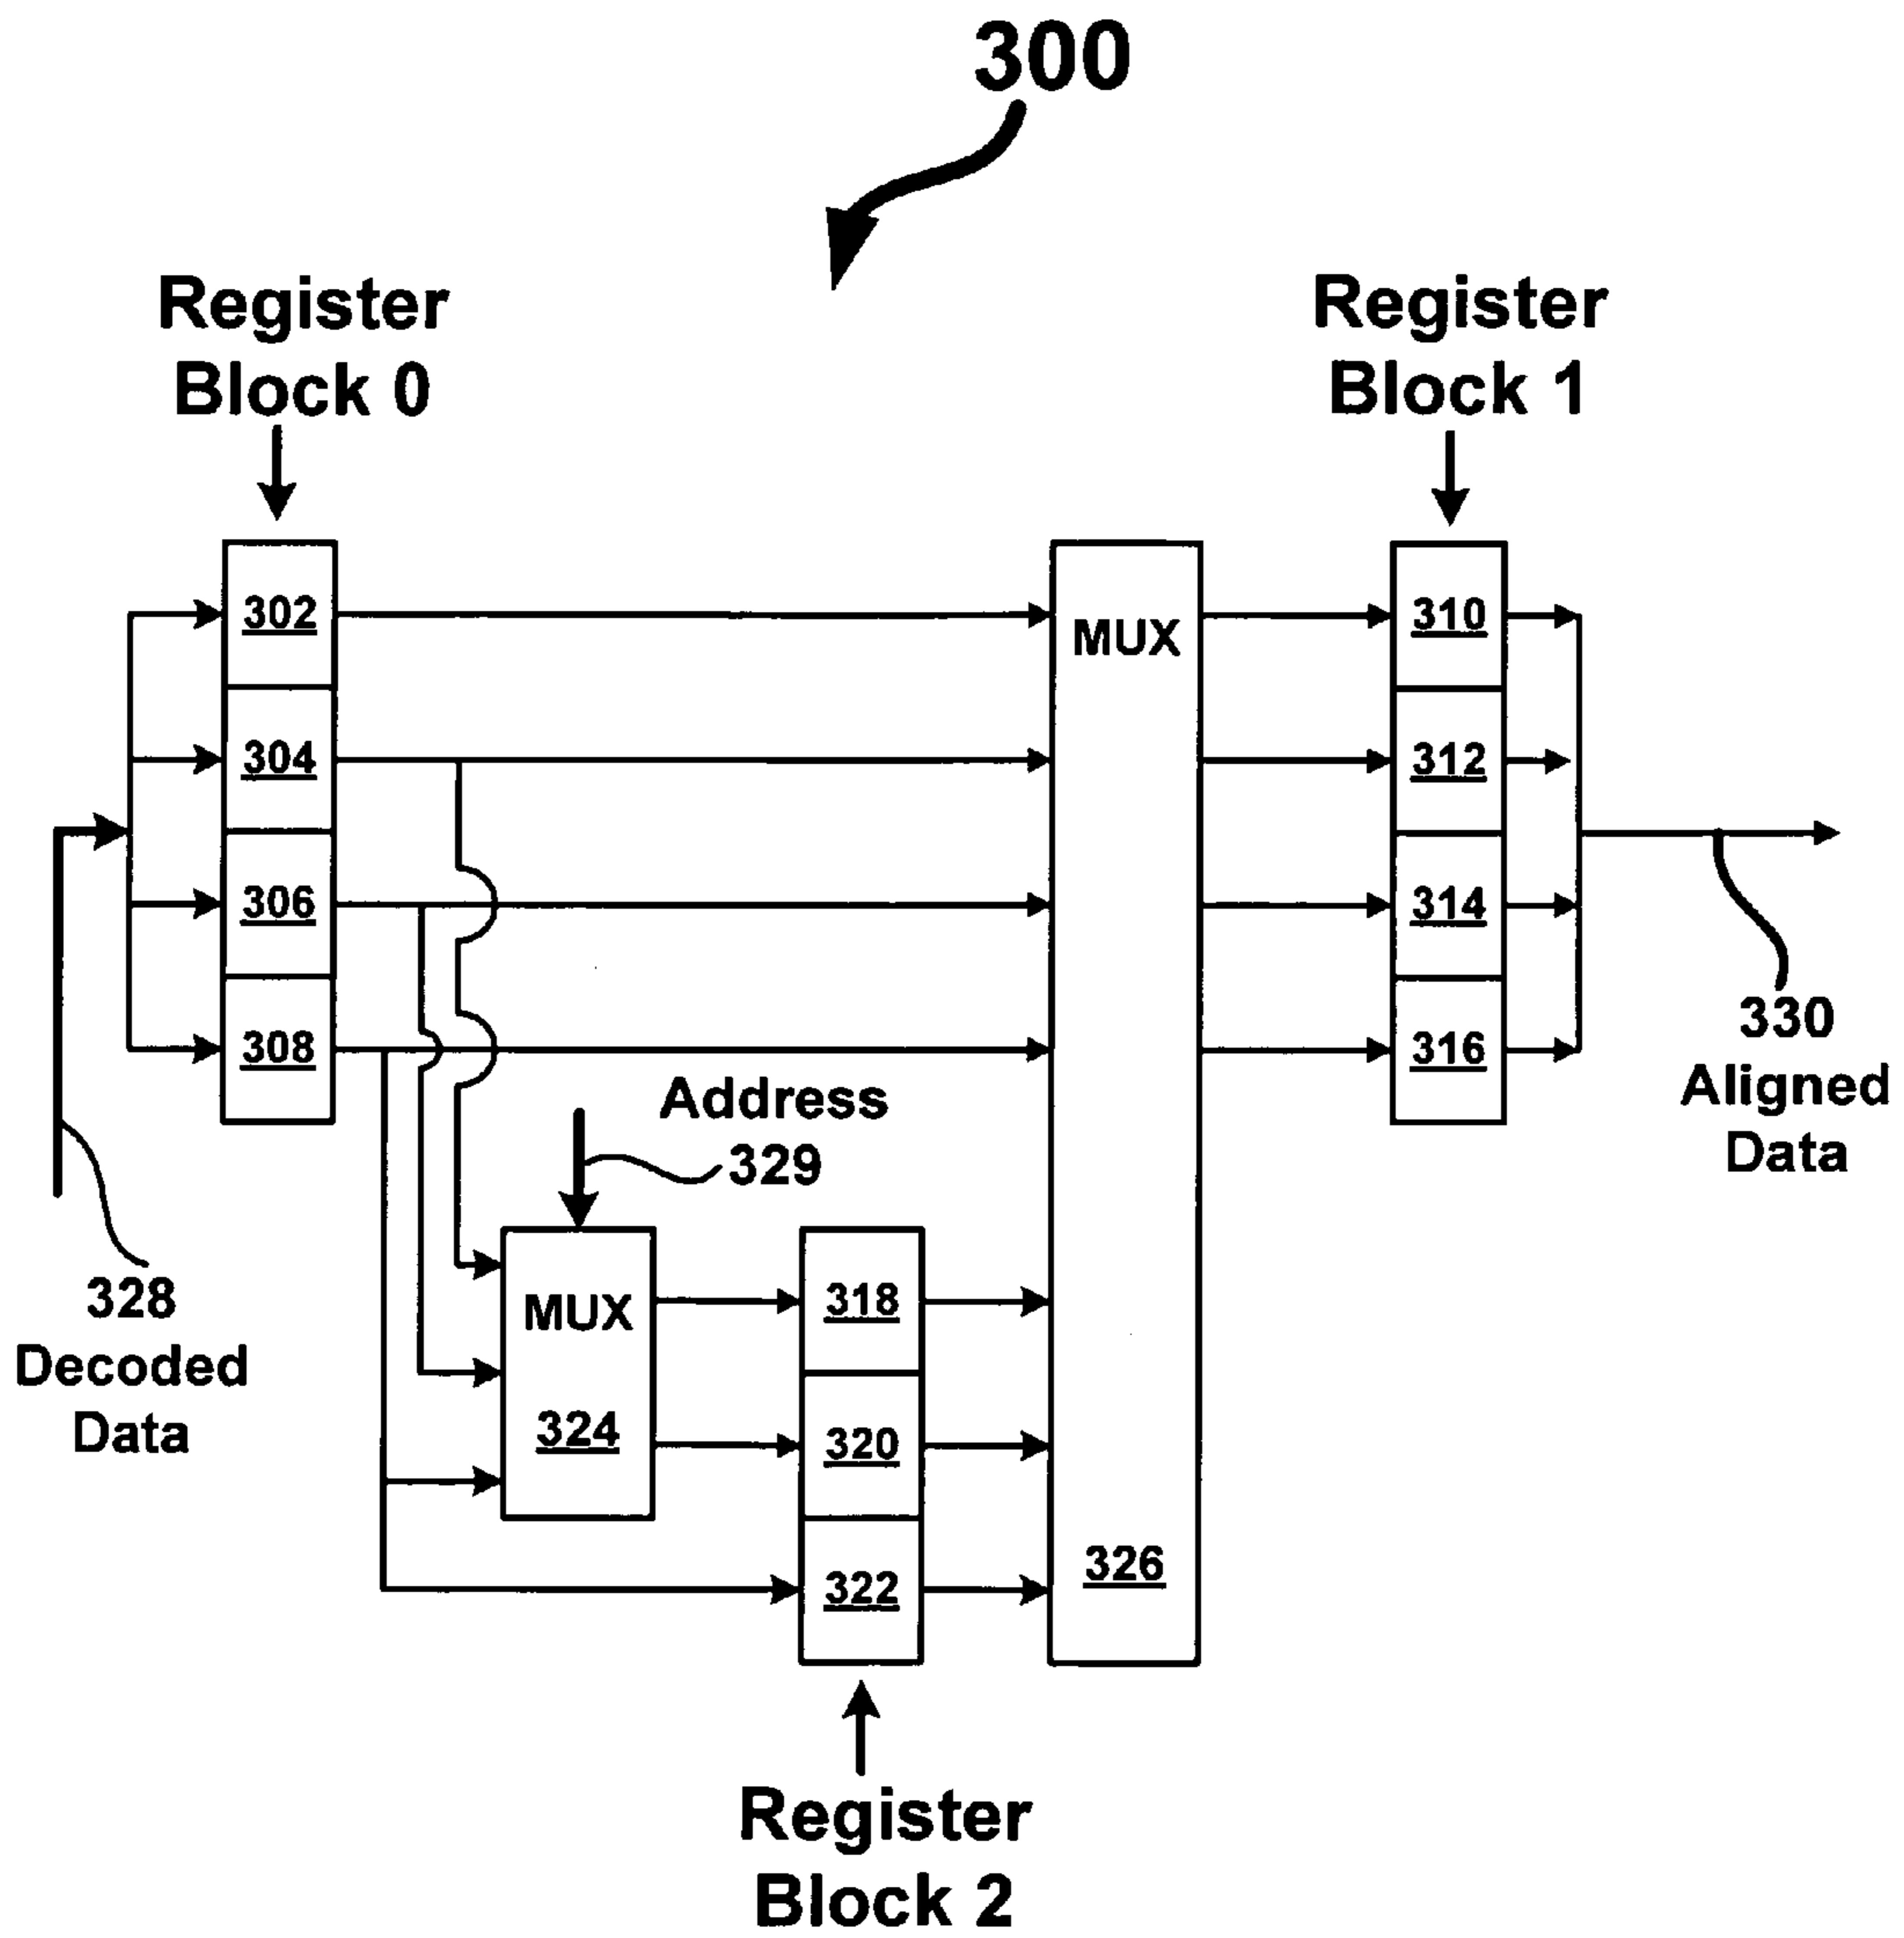 300
Register
Block 0
Register
Block 1
302
304
306
308
MUX
310
312
314
316
330
Aligned
Data
Address
329
328
Decoded
Data
MUX
324
318
320
322
326
Register
Block 2